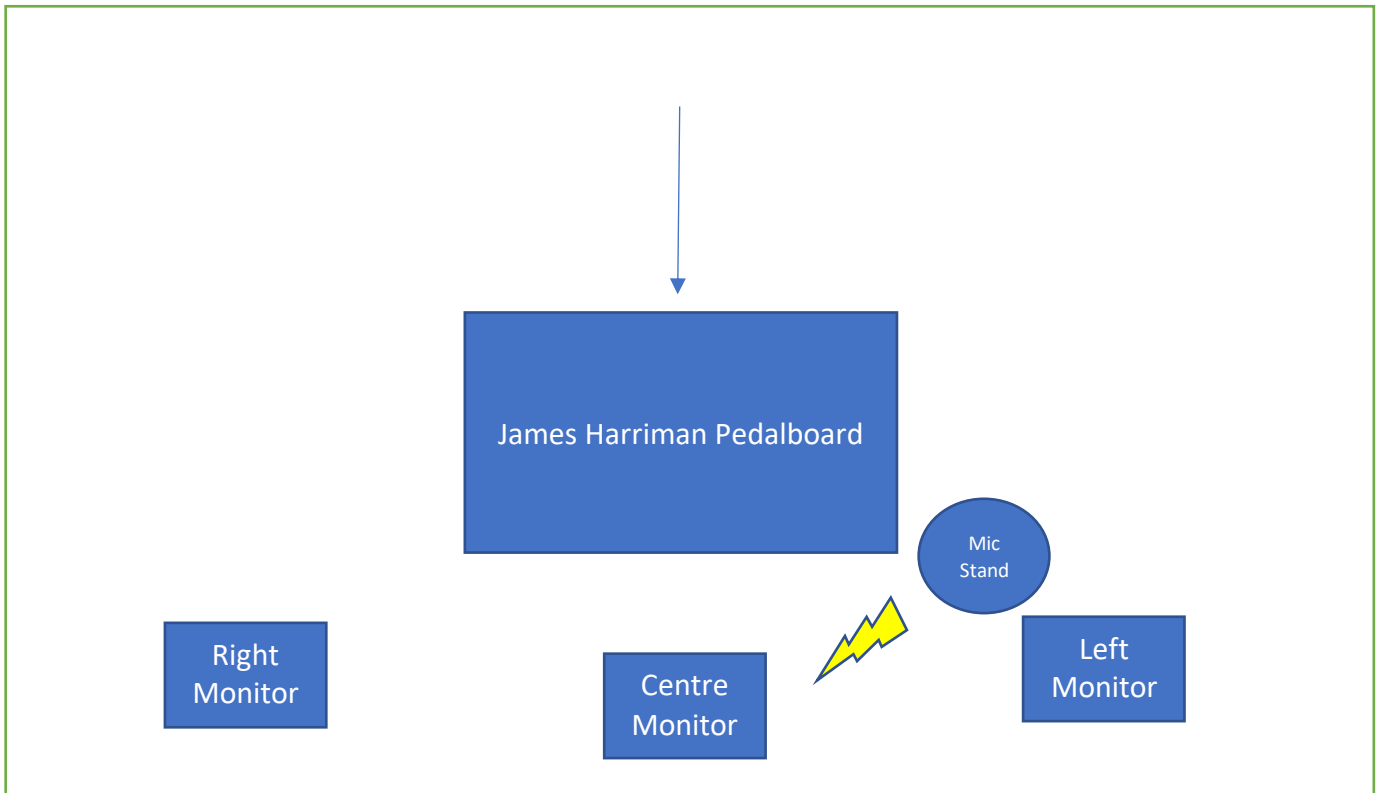 James Harriman Pedalboard
Mic
Stand
Right
Monitor
Centre
Monitor
Left
Monitor